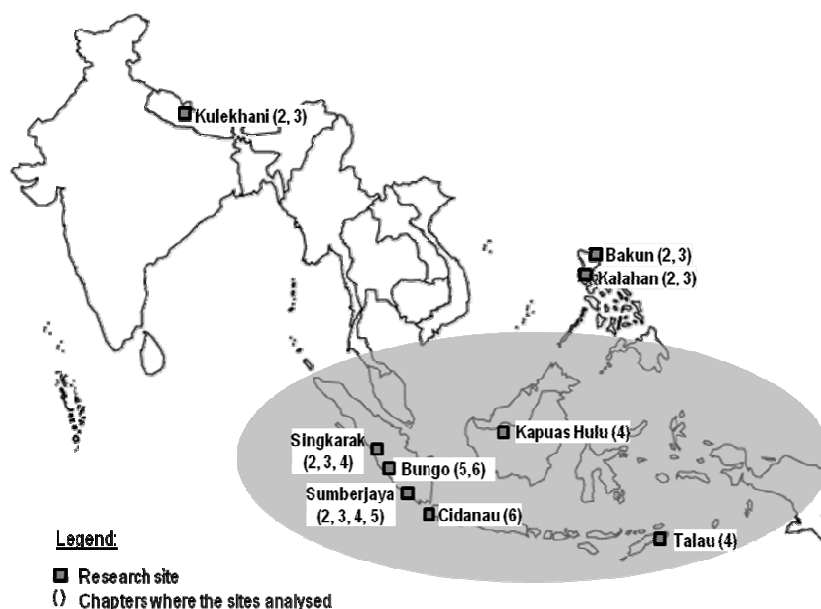 Kulekhani (2, 3)
Bakun (2, 3)
Kalahan (2, 3)
Kapuas Hulu (4)
Singkarak
(2, 3, 4)
Bungo (5,6)
Sumberjaya
(2, 3, 4, 5)
Cidanau (6)
Talau (4)
Legend:
Research site
() Chapters where the sites analysed